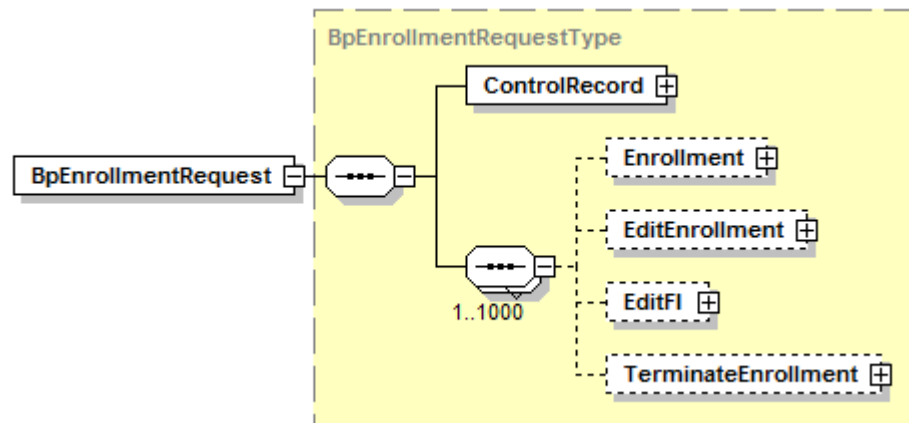 BpEnrollmentRequestType
ControlRecord
BpEnrollmentRequest
Enrollment
EditEnrollment
1..1000
EditFI
TerminateEnrollment